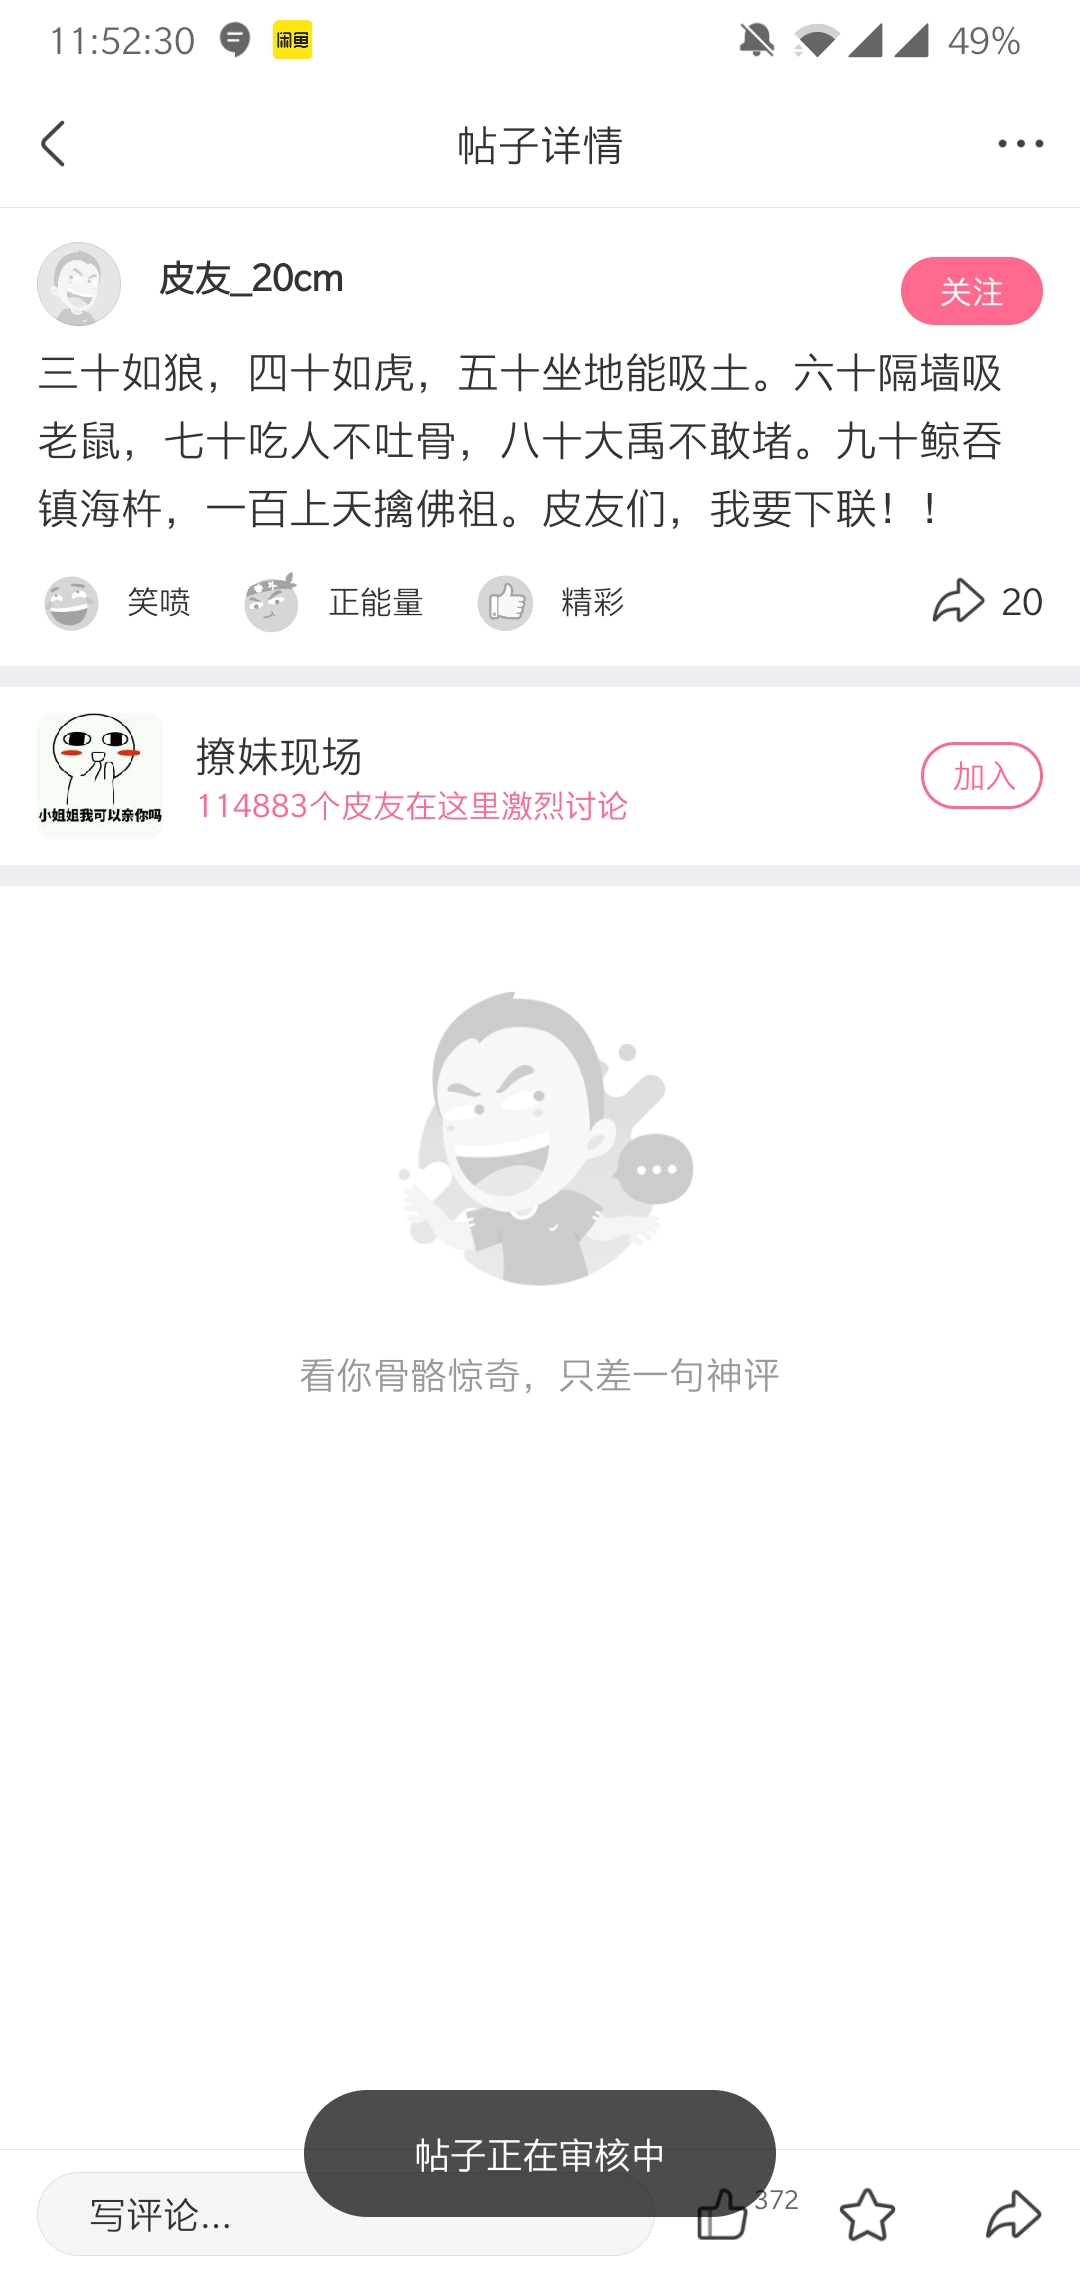 11:52:30
闲鱼
49%
帖子详情
皮友_20cm
关注
三十如狼，四十如虎，五十坐地能吸土。六十隔墙吸
老鼠，七十吃人不吐骨，八十大禹不敢堵。九十鲸吞
镇海杵，一百上天擒佛祖。皮友们，我要下联！！
笑喷
正能量
精彩
20
撩妹现场
114883个皮友在这里激烈讨论
加入
小姐姐我可以亲你吗
看你骨骼惊奇，只差一句神评
帖子正在审核中
写评论...
372